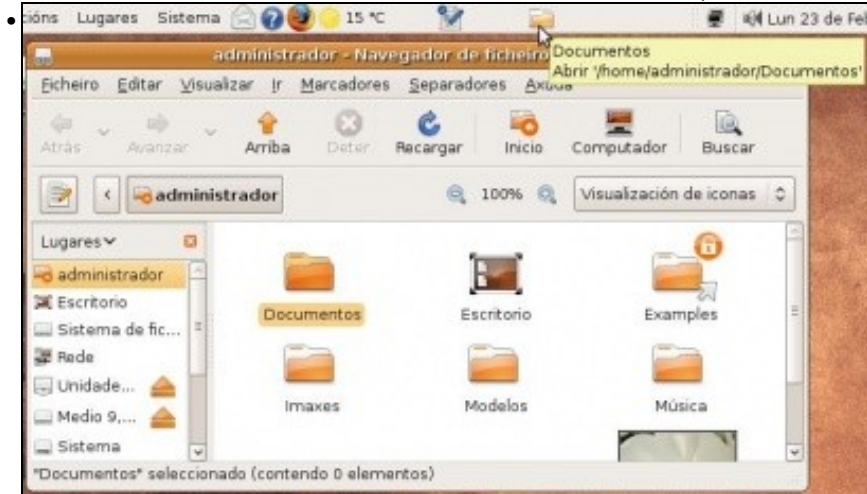 cións Lugares Sistema 15 °C Lun 23 de Fe
administrador - Navegador de ficheiro
Documentos
Abrir '/home/administrador/Documentos'
Ficheiro Editar Visualizar Ir Marcadores Separadores Axuda
Atrás Avanzar Arriba Deter Recargar Inicio Computador Buscar
administrador 100% Visualización de iconas
Lugares
administrador
Escritorio
Sistema de fic...
Rede
Unidade...
Medio 9,...
Sistema
Documentos Escritorio Examples
Imaxes Modelos Música
"Documentos" seleccionado (contendo 0 elementos)